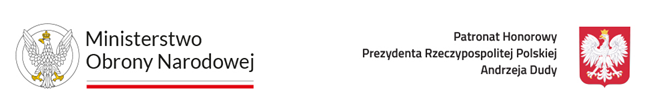 Ministerstwo
Obrony Narodowej
Patronat Honorowy
Prezydenta Rzeczypospolitej Polskiej
Andrzeja Dudy